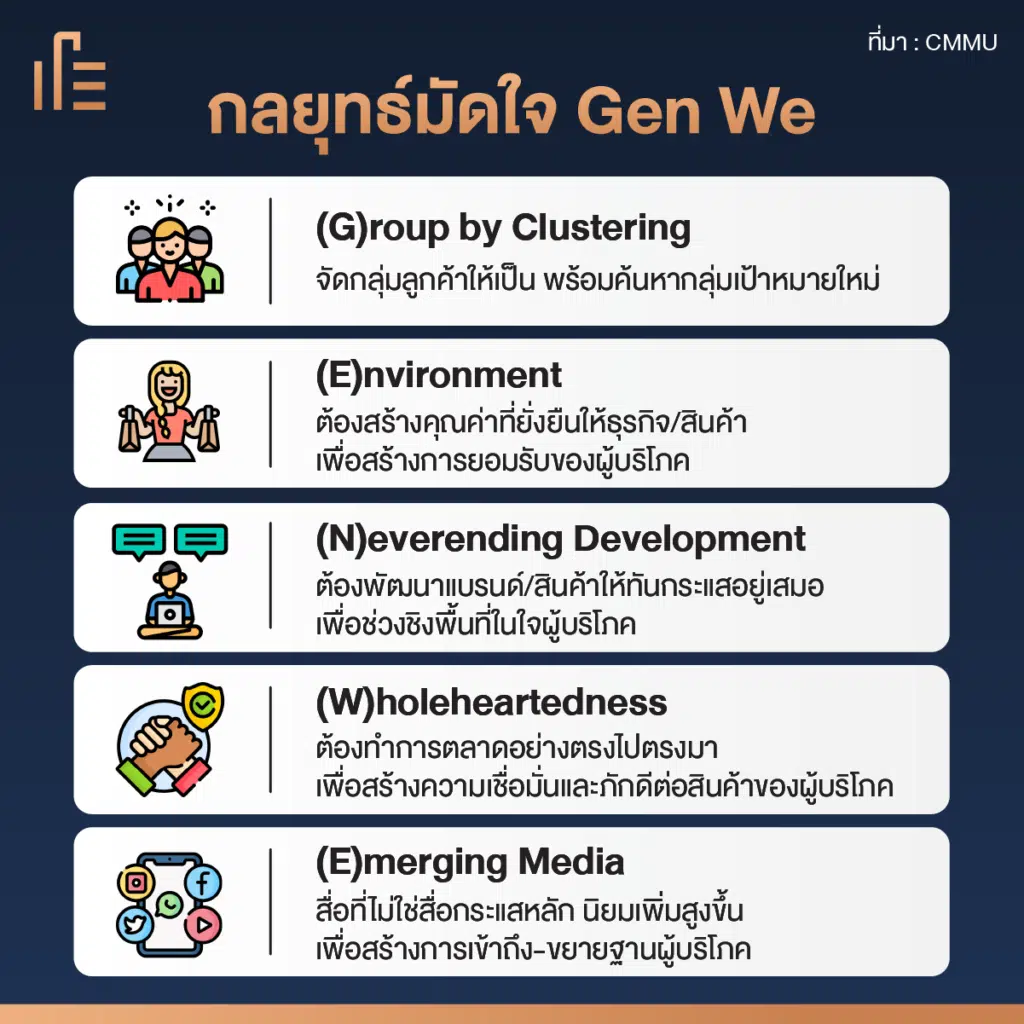 ที่มา : CMMU
กลยุทธ์มัดใจ Gen We
(G)roup by Clustering
จัดกลุ่มลูกค้าให้เป็น พร้อมค้นหากลุ่มเป้าหมายใหม่
(E)nvironment
ต้องสร้างคุณค่าที่ยั่งยืนให้ธุรกิจ/สินค้า
เพื่อสร้างการยอมรับของผู้บริโภค
(N)everending Development
ต้องพัฒนาแบรนด์/สินค้าให้ทันกระแสอยู่เสมอ
เพื่อช่วงชิงพื้นที่ในใจผู้บริโภค
(W)holeheartedness
ต้องทำการตลาดอย่างตรงไปตรงมา
เพื่อสร้างความเชื่อมั่นและภักดีต่อสินค้าของผู้บริโภค
(E)merging Media
สื่อที่ไม่ใช่สื่อกระแสหลัก นิยมเพิ่มสูงขึ้น
เพื่อสร้างการเข้าถึง-ขยายฐานผู้บริโภค